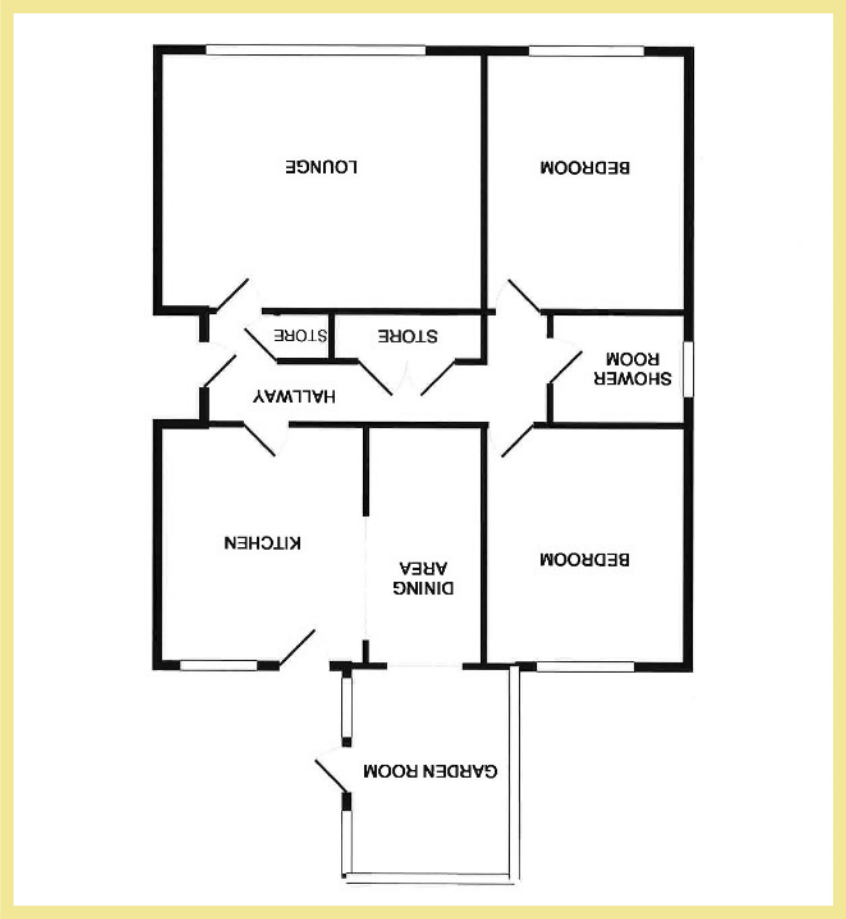 GARDEN ROOM
BEDROOM
DINING
AREA
KITCHEN
SHOWER
ROOM
HALLWAY
STORE
STORE
BEDROOM
LOUNGE